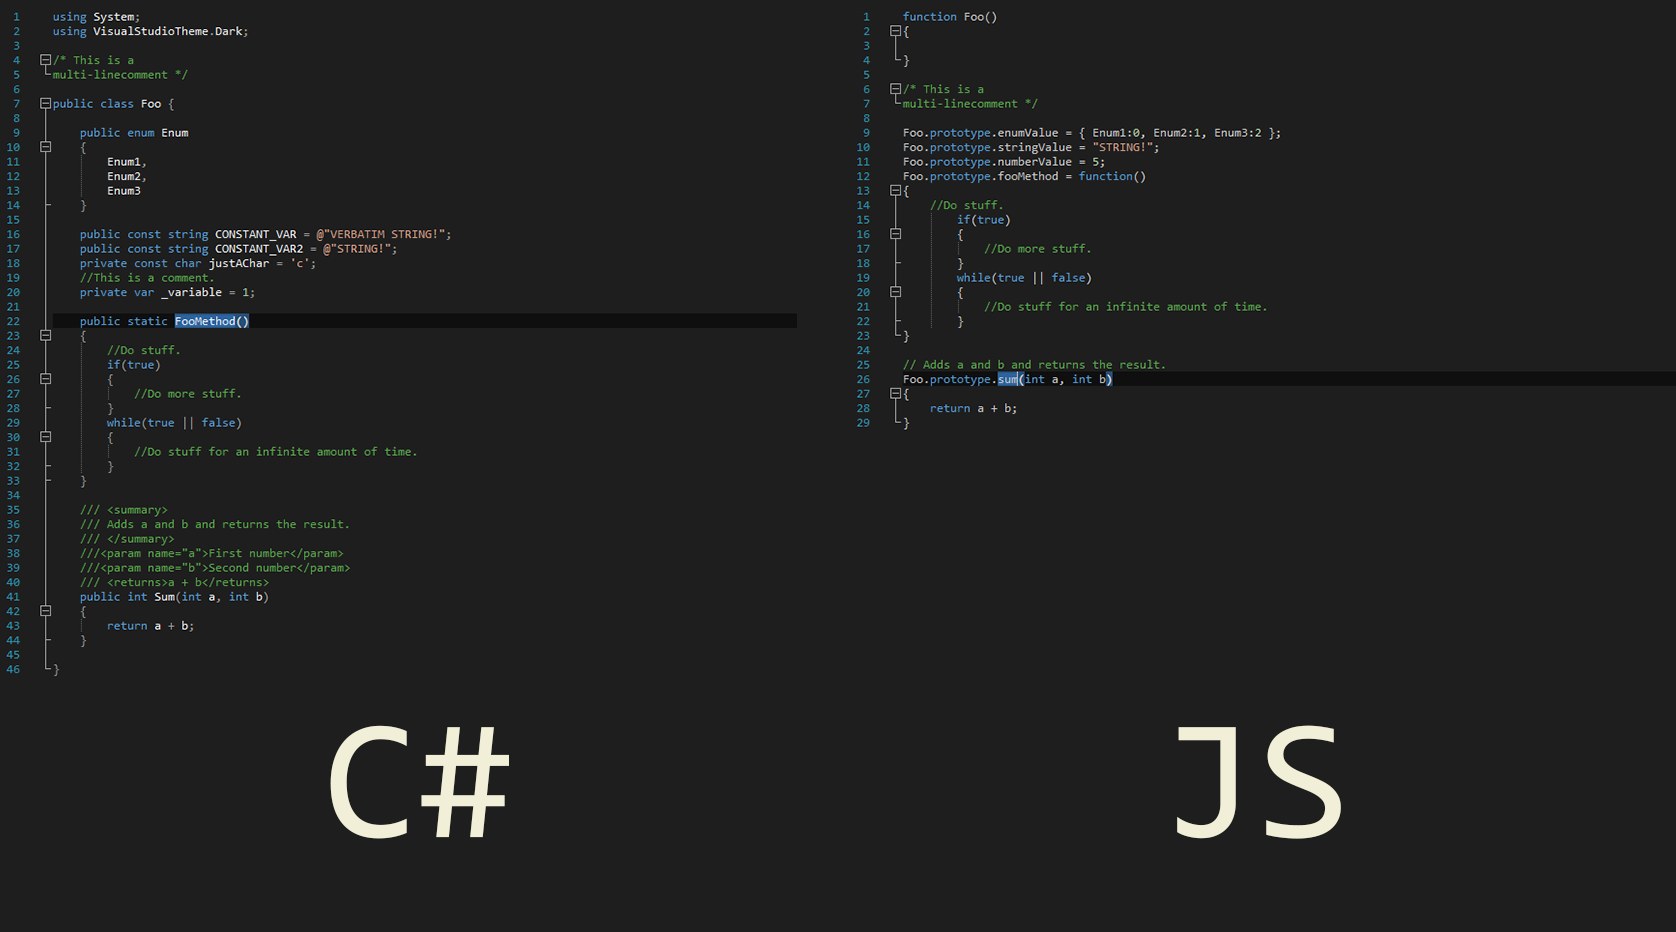 1 using System;
2 using VisualStudioTheme.Dark;
3
4 /* This is a
5 multi-linecomment */
6
7 public class Foo {
8
9 public enum Enum
10 {
11 Enum1,
12 Enum2,
13 Enum3
14 }
15
16 public const string CONSTANT_VAR = @"VERBATIM STRING!";
17 public const string CONSTANT_VAR2 = @"STRING!";
18 private const char justAChar = 'c';
19 //This is a comment.
20 private var _variable = 1;
21
22 public static FooMethod()
23 {
24 //Do stuff.
25 if(true)
26 {
27 //Do more stuff.
28 }
29 while(true || false)
30 {
31 //Do stuff for an infinite amount of time.
32 }
33 }
34
35 /// <summary>
36 /// Adds a and b and returns the result.
37 /// </summary>
38 ///<param name="a">First number</param>
39 ///<param name="b">Second number</param>
40 /// <returns>a + b</returns>
41 public int Sum(int a, int b)
42 {
43 return a + b;
44 }
45
46 }
C#
1 function Foo()
2 {
3
4 }
5
6 /* This is a
7 multi-linecomment */
8
9 Foo.prototype.enumValue = { Enum1:0, Enum2:1, Enum3:2 };
10 Foo.prototype.stringValue = "STRING!";
11 Foo.prototype.numberValue = 5;
12 Foo.prototype.fooMethod = function()
13 {
14 //Do stuff.
15 if(true)
16 {
17 //Do more stuff.
18 }
19 while(true || false)
20 {
21 //Do stuff for an infinite amount of time.
22 }
23 }
24
25 // Adds a and b and returns the result.
26 Foo.prototype.sum(int a, int b)
27 {
28 return a + b;
29 }
JS